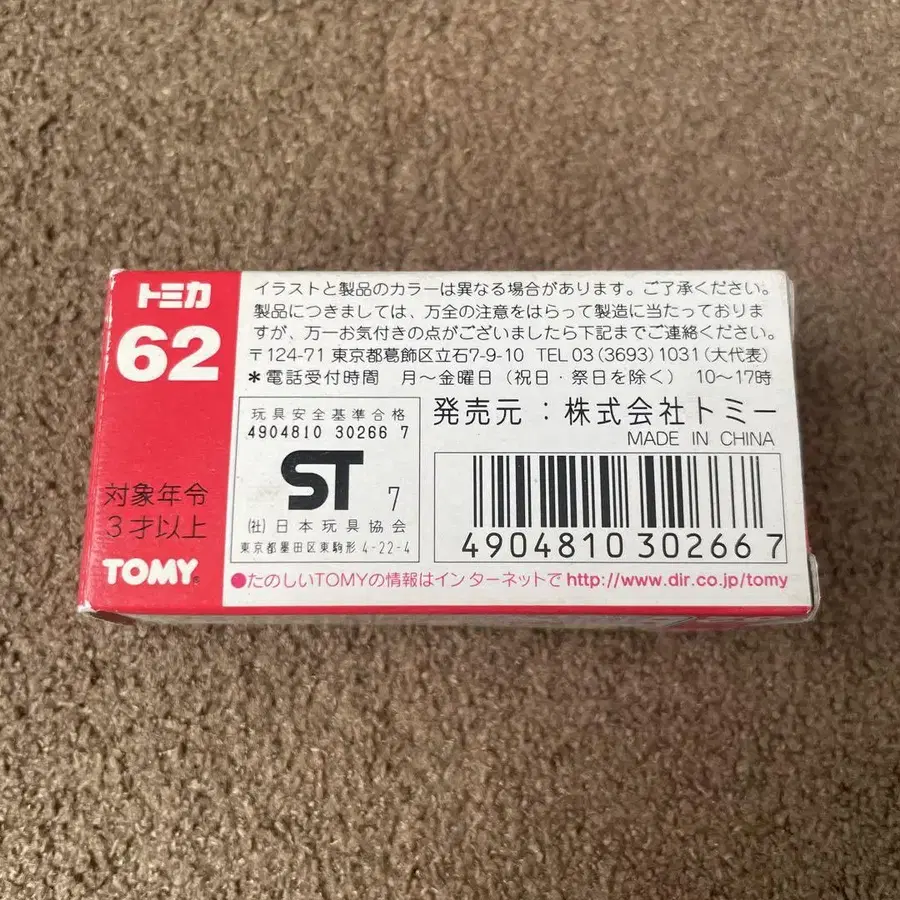 トミカ
62
対象年令
3才以上
TOMY
イラストと製品のカラーは異なる場合があります。ご了承ください。
製品につきましては、万全の注意をはらって製造に当たっておりま
すが、万一お気付きの点がございましたら下記までご連絡ください。
〒124-71 東京都葛飾区立石7-9-10 TEL 03(3693)1031(大代表)
＊電話受付時間 月〜金曜日(祝日・祭日を除く) 10〜17時
玩具安全基準合格
4904810 30266 7
ST 7
(社)日本玩具協会
東京都墨田区東駒形 4-22-4
発売元：株式会社トミー
MADE IN CHINA
4904810302667
●たのしいTOMYの情報はインターネットで http://www.dir.co.jp/tomy